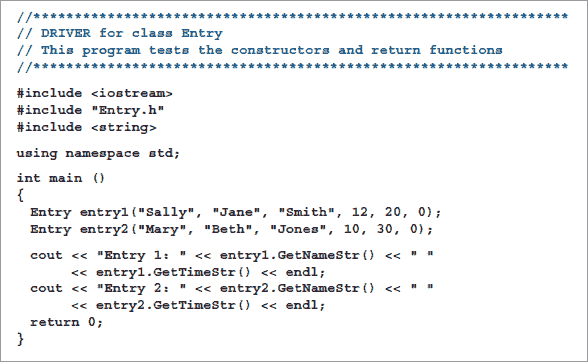 //*****************************************************************
// DRIVER for class Entry
// This program tests the constructors and return functions
//*****************************************************************
#include <iostream>
#include "Entry.h"
#include <string>
using namespace std;
int main ()
{
Entry entry1("Sally", "Jane", "Smith", 12, 20, 0);
Entry entry2("Mary", "Beth", "Jones", 10, 30, 0);
cout << "Entry 1: " << entry1.GetNameStr() << " "
<< entry1.GetTimeStr() << endl;
cout << "Entry 2: " << entry2.GetNameStr() << " "
<< entry2.GetTimeStr() << endl;
return 0;
}